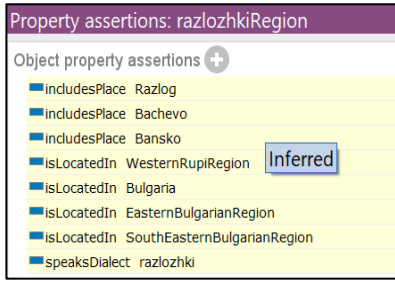 Property assertions: razlozhkiRegion
Object property assertions
includesPlace Razlog
includesPlace Bachevo
includesPlace Bansko
isLocatedIn WesternRupiRegion
Inferred
isLocatedIn Bulgaria
isLocatedIn EasternBulgarianRegion
isLocatedIn SouthEasternBulgarianRegion
speaksDialect razlozhki